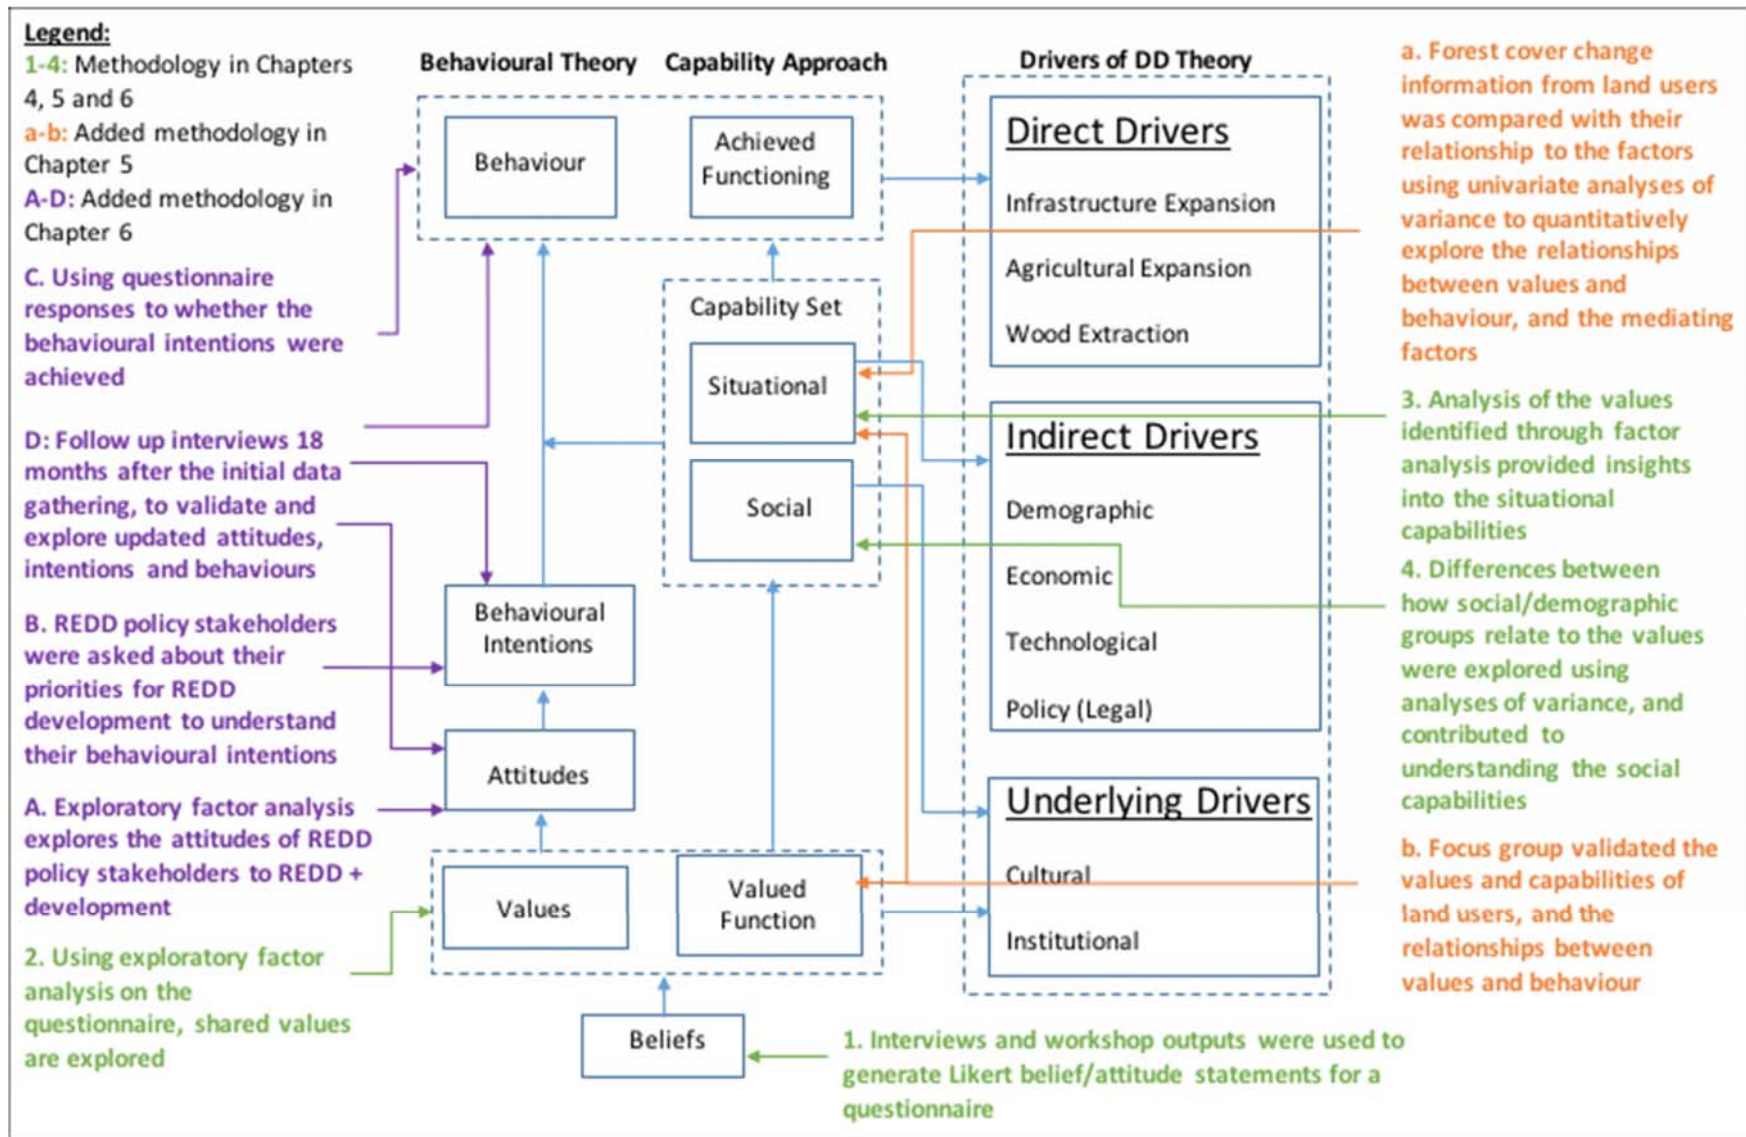 Legend:
1-4: Methodology in Chapters
4, 5 and 6
a-b: Added methodology in
Chapter 5
A-D: Added methodology in
Chapter 6
C. Using questionnaire
responses to whether the
behavioural intentions were
achieved
D: Follow up interviews 18
months after the initial data
gathering, to validate and
explore updated attitudes,
intentions and behaviours
B. REDD policy stakeholders
were asked about their
priorities for REDD
development to understand
their behavioural intentions
A. Exploratory factor analysis
explores the attitudes of REDD
policy stakeholders to REDD +
development
2. Using exploratory factor
analysis on the
questionnaire, shared values
are explored
Behavioural Theory
Behaviour
Behavioural
Intentions
Attitudes
Values
Capability Approach
Achieved
Functioning
Capability Set
Situational
Social
Valued
Function
Beliefs
Drivers of DD Theory
Direct Drivers
Infrastructure Expansion
Agricultural Expansion
Wood Extraction
Indirect Drivers
Demographic
Economic
Technological
Policy (Legal)
Underlying Drivers
Cultural
Institutional
a. Forest cover change
information from land users
was compared with their
relationship to the factors
using univariate analyses of
variance to quantitatively
explore the relationships
between values and
behaviour, and the mediating
factors
3. Analysis of the values
identified through factor
analysis provided insights
into the situational
capabilities
4. Differences between
how social/demographic
groups relate to the values
were explored using
analyses of variance, and
contributed to
understanding the social
capabilities
b. Focus group validated the
values and capabilities of
land users, and the
relationships between
values and behaviour
1. Interviews and workshop outputs were used to
generate Likert belief/attitude statements for a
questionnaire